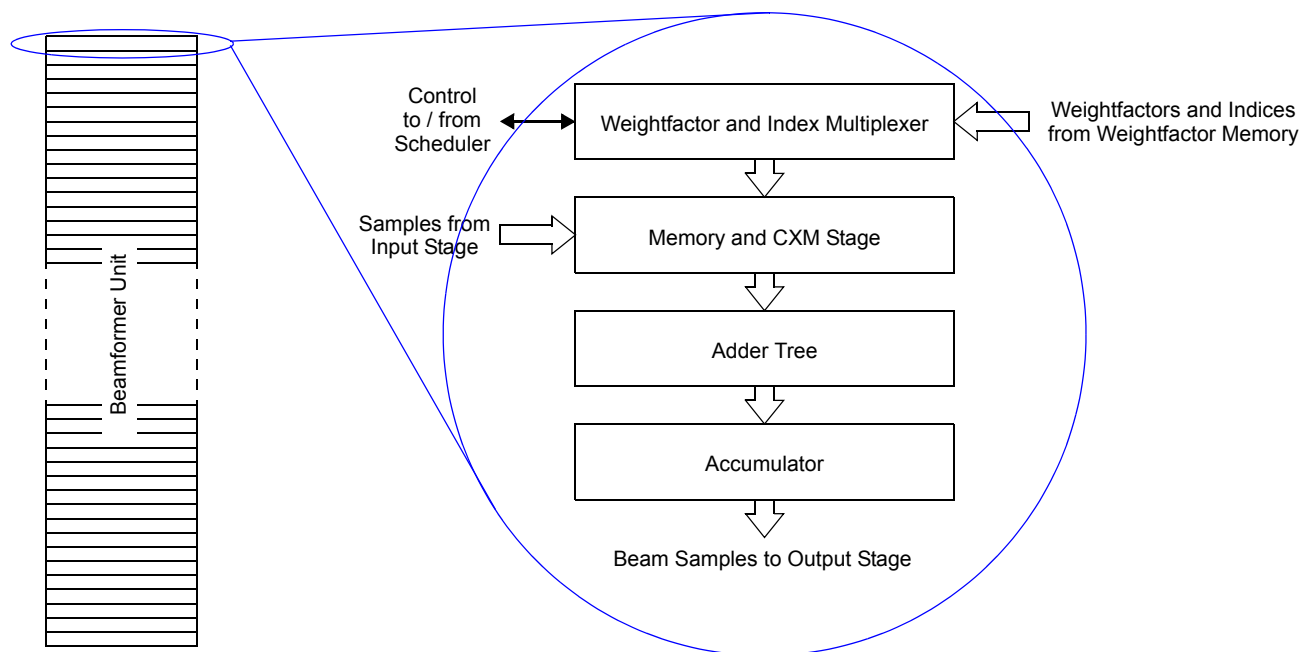 Control
to / from
Scheduler
Weightfactor and Index Multiplexer
Weightfactors and Indices
from Weightfactor Memory
Samples from
Input Stage
Memory and CXM Stage
Beamformer Unit
Adder Tree
Accumulator
Beam Samples to Output Stage